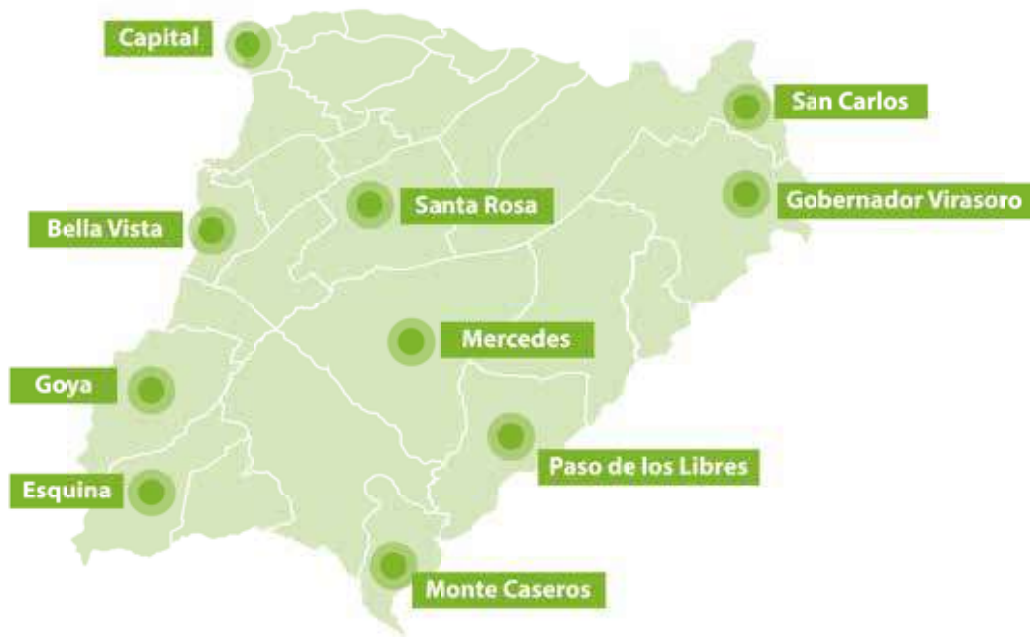 Capital
San Carlos
Gobernador Virasoro
Santa Rosa
Bella Vista
Mercedes
Goya
Paso de los Libres
Esquina
Monte Caseros